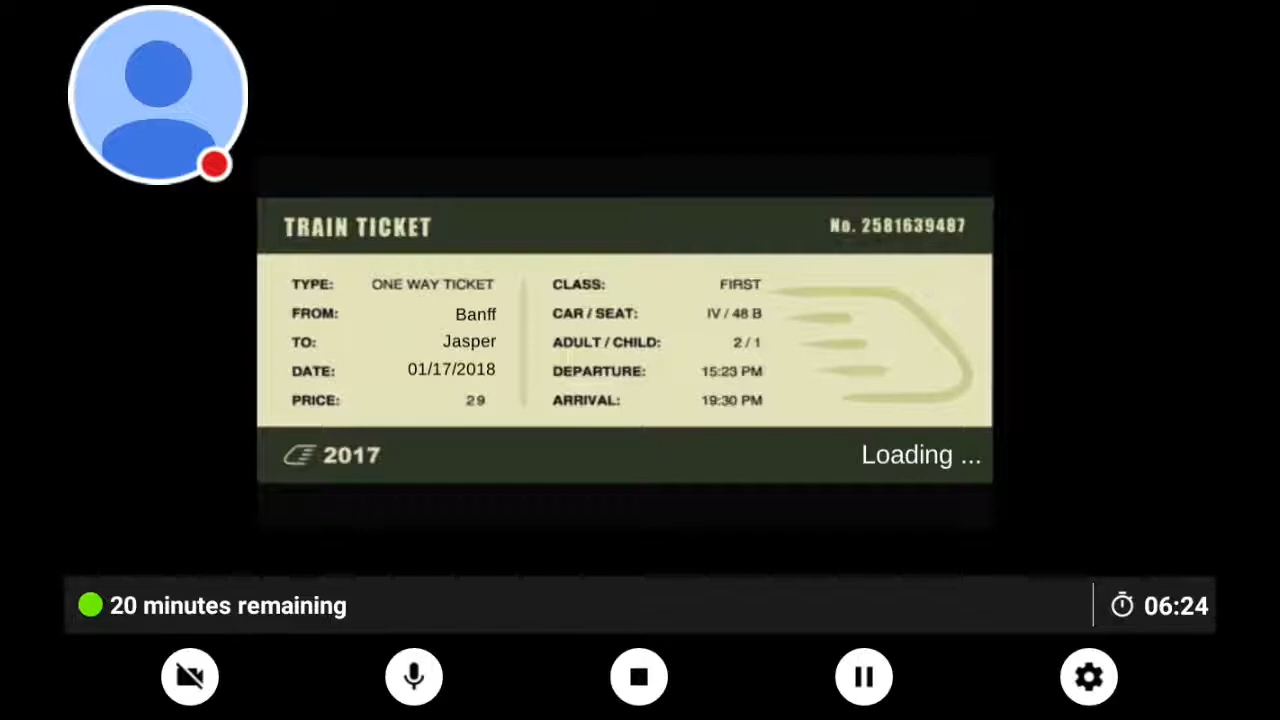 TRAIN TICKET No. 2581639487
TYPE: ONE WAY TICKET CLASS: FIRST
FROM: Banff CAR / SEAT: IV / 48 B
TO: Jasper ADULT / CHILD: 2 / 1
DATE: 01/17/2018 DEPARTURE: 15:23 PM
PRICE: 29 ARRIVAL: 19:30 PM
2017 Loading ...
20 minutes remaining 06:24